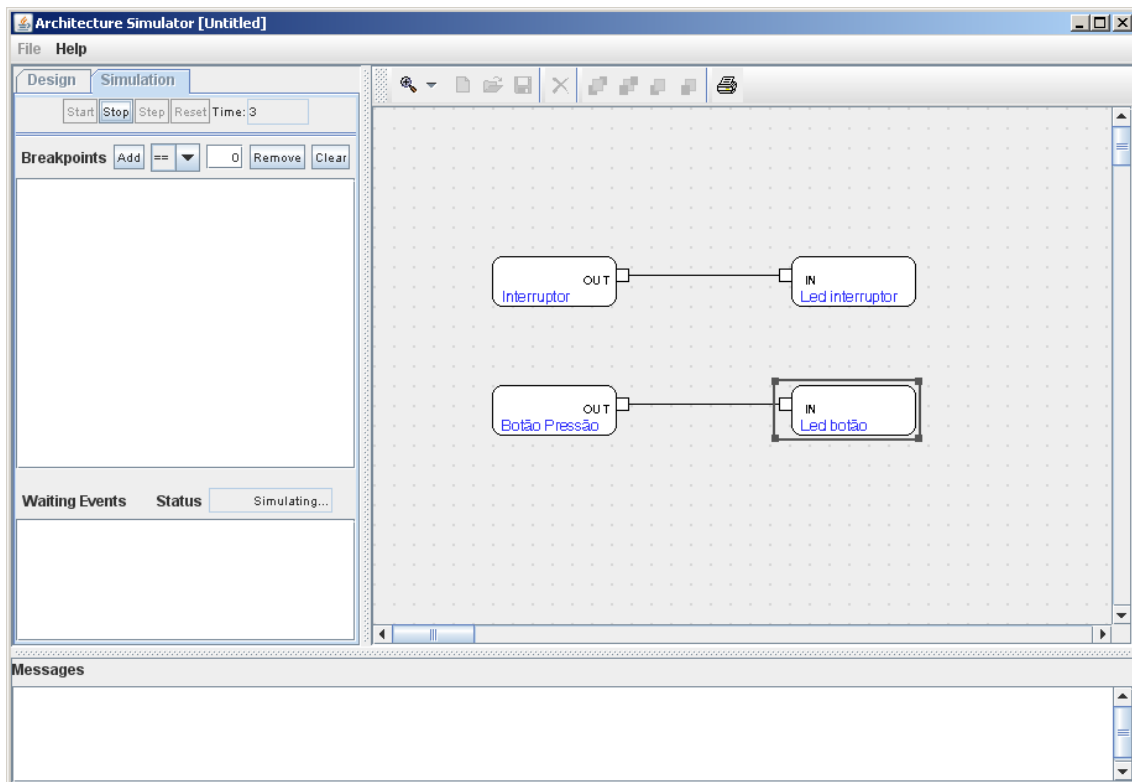 Architecture Simulator [Untitled]
File Help
Design Simulation
Start Stop Step Reset Time: 3
Breakpoints Add == 0 Remove Clear
OUT
Interruptor
IN
Led interruptor
OUT
Botão Pressão
IN
Led botão
Waiting Events Status Simulating...
Messages